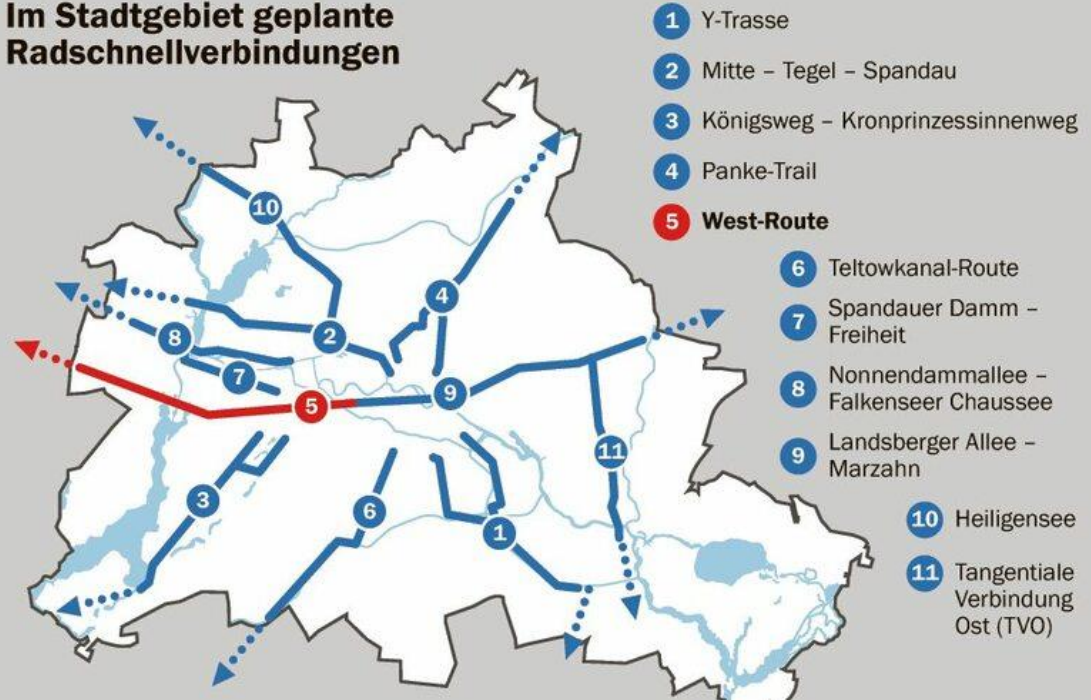 Im Stadtgebiet geplante
Radschnellverbindungen
1 Y-Trasse
2 Mitte – Tegel – Spandau
3 Königsweg – Kronprinzessinnenweg
4 Panke-Trail
5 West-Route
6 Teltowkanal-Route
7 Spandauer Damm –
Freiheit
8 Nonnendammallee –
Falkenseer Chaussee
9 Landsberger Allee –
Marzahn
10 Heiligensee
11 Tangentiale
Verbindung
Ost (TVO)
10
4
2
8
7
5
9
11
3
6
1